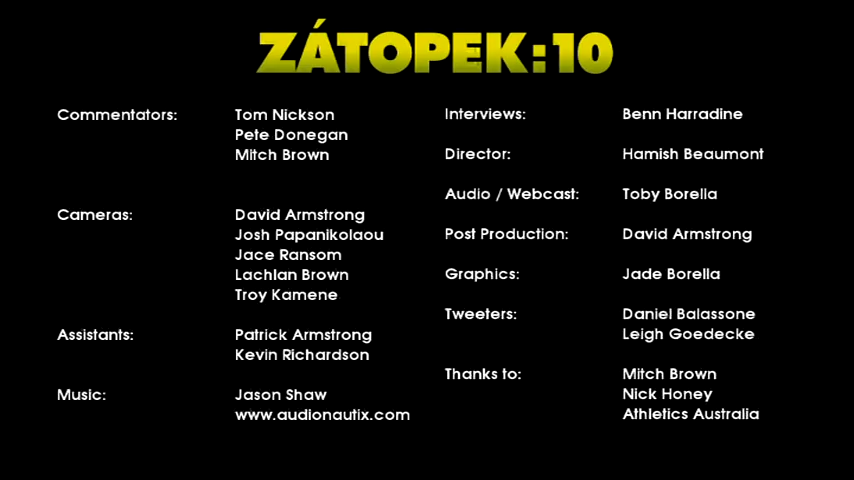 ZÁTOPEK:10
Commentators: Tom Nickson
Pete Donegan
Mitch Brown
Cameras: David Armstrong
Josh Papanikolaou
Jace Ransom
Lachlan Brown
Troy Kamene
Assistants: Patrick Armstrong
Kevin Richardson
Music: Jason Shaw
www.audionautix.com
Interviews: Benn Harradine
Director: Hamish Beaumont
Audio / Webcast: Toby Borella
Post Production: David Armstrong
Graphics: Jade Borella
Tweeters: Daniel Balassone
Leigh Goedecke
Thanks to: Mitch Brown
Nick Honey
Athletics Australia